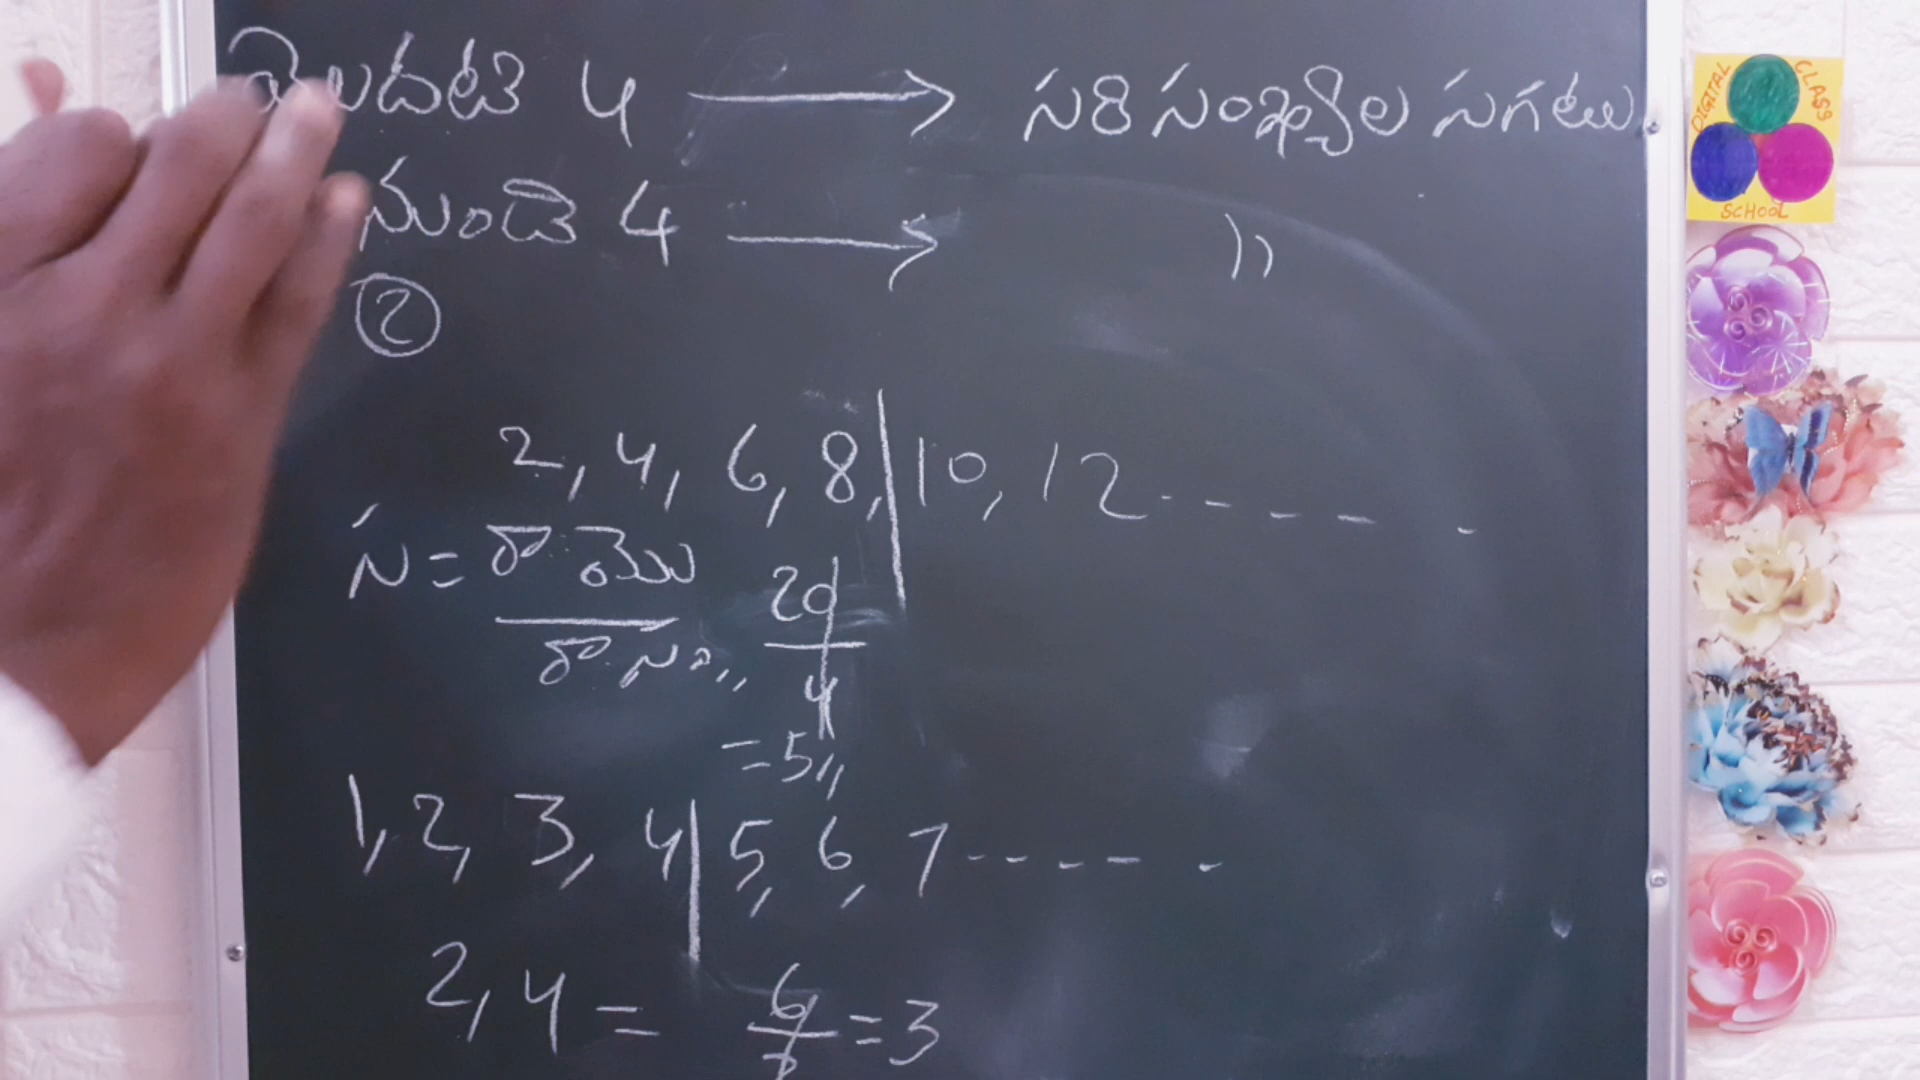 మొదటి 4 → సరి సంఖ్యల సగటు
నుండి 4 → "
②
2, 4, 6, 8, | 10, 12 - - - - -
స = రా మొ / రా సం,, 20 / 4
= 5,,
1, 2, 3, 4 | 5, 6, 7 - - - - -
2, 4 = 6 / 2 = 3
DIGITAL CLASS
SCHOOL